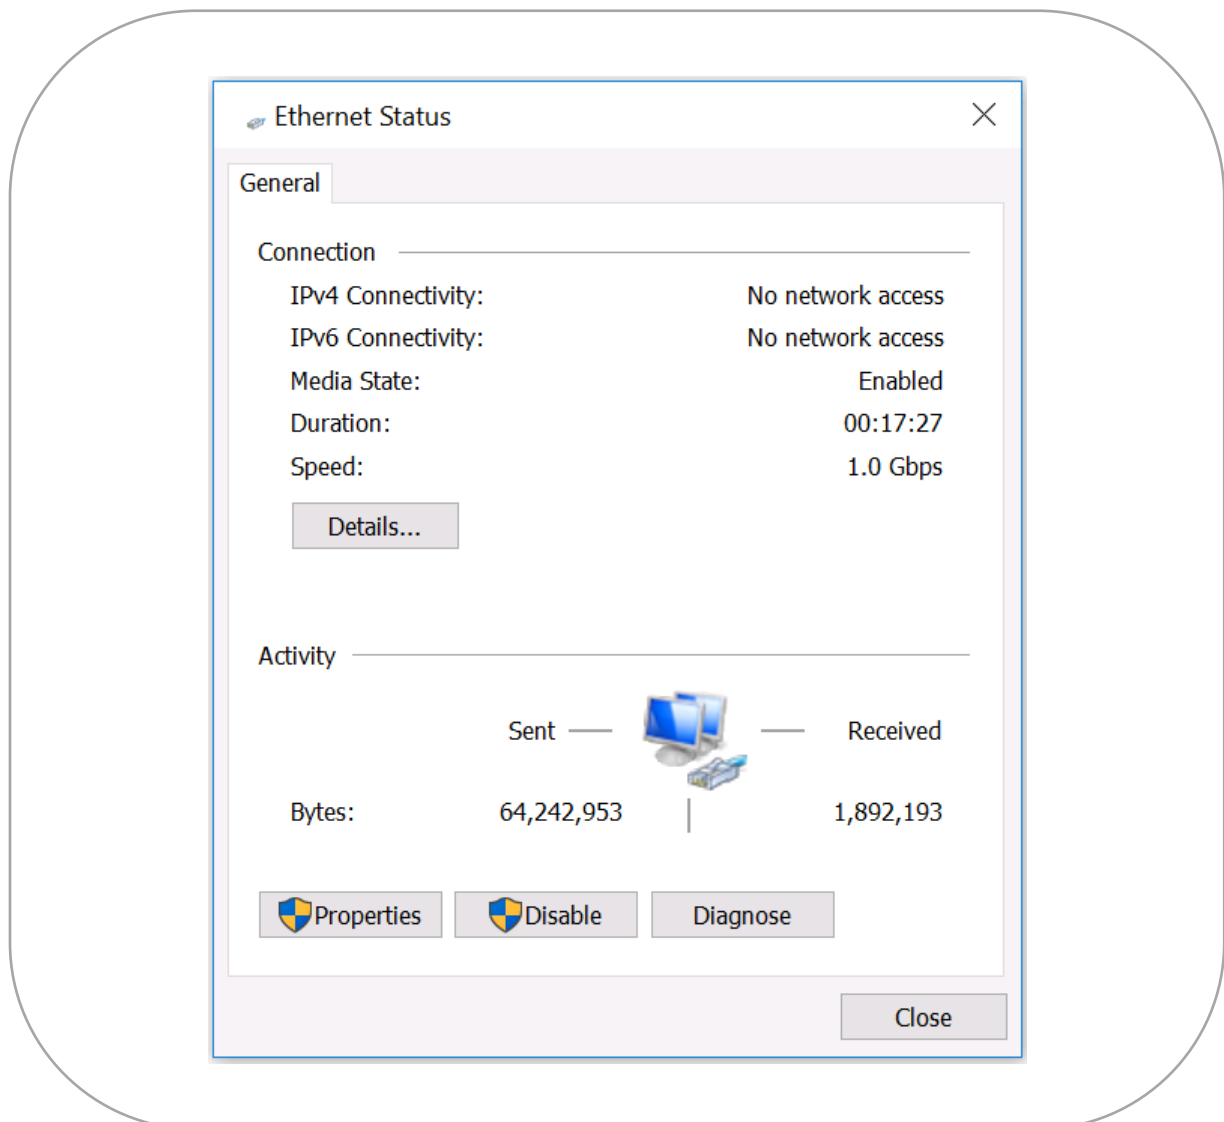 Ethernet Status
General
Connection
IPv4 Connectivity: No network access
IPv6 Connectivity: No network access
Media State: Enabled
Duration: 00:17:27
Speed: 1.0 Gbps
Details...
Activity
Sent Received
Bytes: 64,242,953 1,892,193
Properties Disable Diagnose
Close